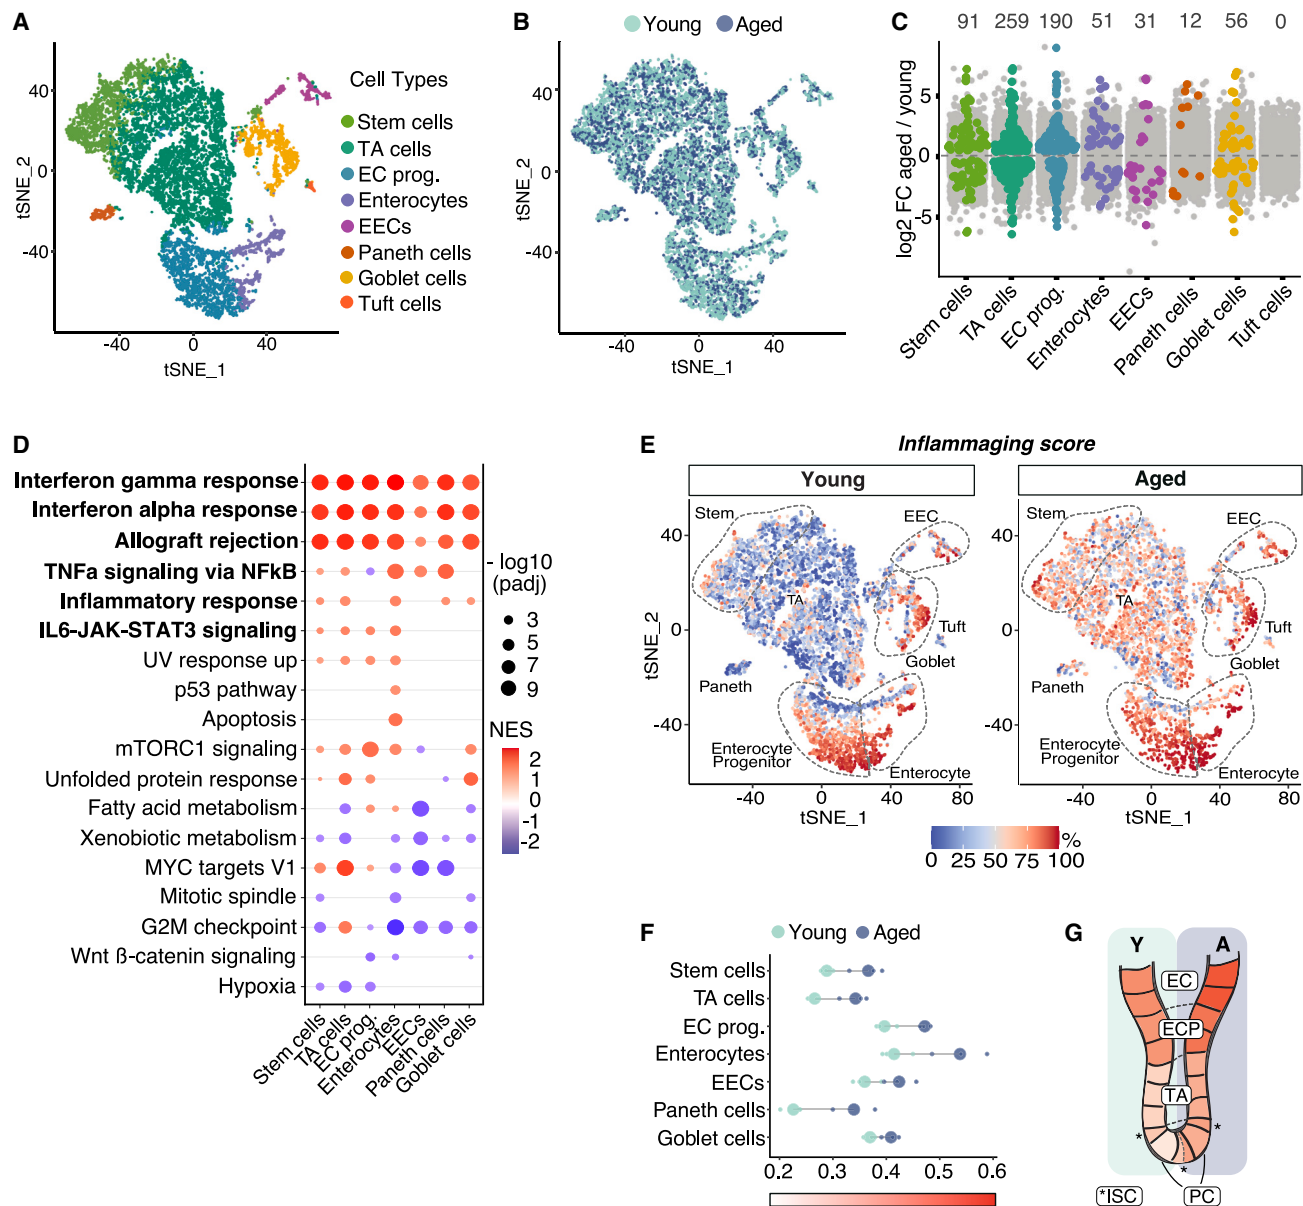 A
40
0
-40
tSNE_2
-40
0
40
tSNE_1
Cell Types
Stem cells
TA cells
EC prog.
Enterocytes
EECs
Paneth cells
Goblet cells
Tuft cells
B
Young
Aged
40
0
-40
tSNE_2
-40
0
40
tSNE_1
C
91 259 190 51 31 12 56 0
log2 FC aged / young
5
0
-5
Stem cells
TA cells
EC prog.
Enterocytes
EECs
Paneth cells
Goblet cells
Tuft cells
D
Interferon gamma response
Interferon alpha response
Allograft rejection
TNFa signaling via NFkB
Inflammatory response
IL6-JAK-STAT3 signaling
UV response up
p53 pathway
Apoptosis
mTORC1 signaling
Unfolded protein response
Fatty acid metabolism
Xenobiotic metabolism
MYC targets V1
Mitotic spindle
G2M checkpoint
Wnt ß-catenin signaling
Hypoxia
Stem cells
TA cells
EC prog.
Enterocytes
EECs
Paneth cells
Goblet cells
- log10
(padj)
3
5
7
9
NES
2
1
0
-1
-2
E
Inflammaging score
Young
Stem
EEC
TA
Tuft
Goblet
Paneth
Enterocyte
Progenitor
Enterocyte
40
0
-40
tSNE_2
-40
0
40
80
tSNE_1
Aged
Stem
EEC
TA
Tuft
Goblet
Paneth
Enterocyte
Progenitor
Enterocyte
40
0
-40
-40
0
40
80
tSNE_1
%
0 25 50 75 100
F
Young
Aged
Stem cells
TA cells
EC prog.
Enterocytes
EECs
Paneth cells
Goblet cells
0.2
0.3
0.4
0.5
0.6
G
Y
A
EC
ECP
TA
*
*
*
*ISC
PC